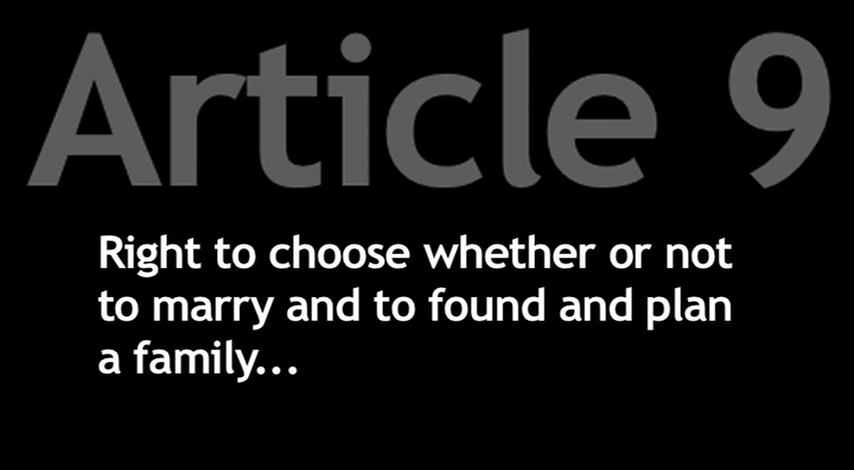 Article 9
Right to choose whether or not
to marry and to found and plan
a family...